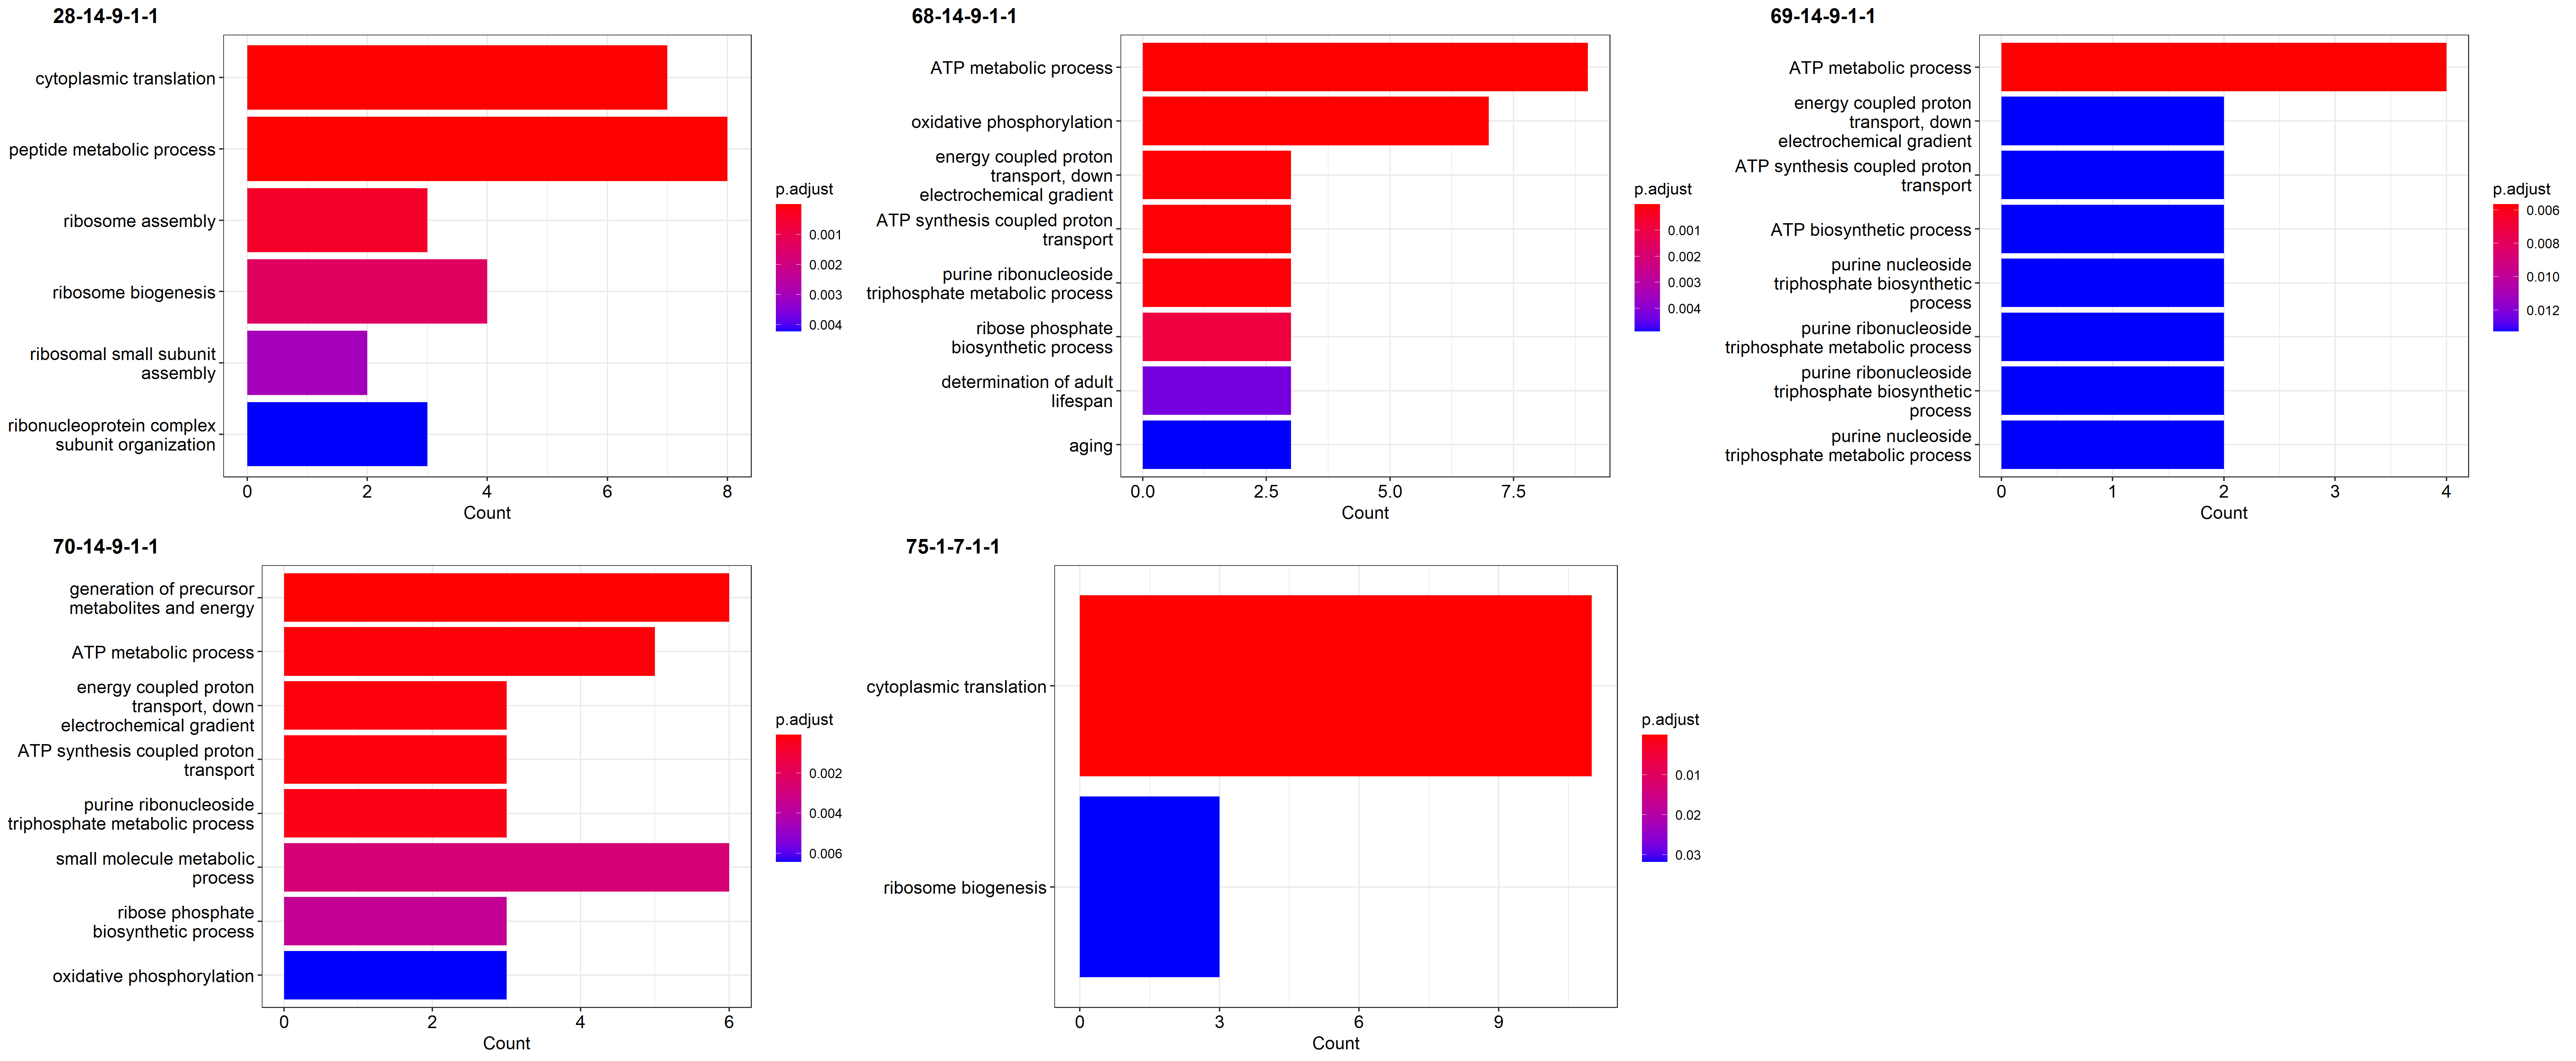 28-14-9-1-1
cytoplasmic translation
peptide metabolic process
ribosome assembly
ribosome biogenesis
ribosomal small subunit
assembly
ribonucleoprotein complex
subunit organization
0 2 4 6 8
Count
p.adjust
0.001
0.002
0.003
0.004
68-14-9-1-1
ATP metabolic process
oxidative phosphorylation
energy coupled proton
transport, down
electrochemical gradient
ATP synthesis coupled proton
transport
purine ribonucleoside
triphosphate metabolic process
ribose phosphate
biosynthetic process
determination of adult
lifespan
aging
0.0 2.5 5.0 7.5
Count
p.adjust
0.001
0.002
0.003
0.004
69-14-9-1-1
ATP metabolic process
energy coupled proton
transport, down
electrochemical gradient
ATP synthesis coupled proton
transport
ATP biosynthetic process
purine nucleoside
triphosphate biosynthetic
process
purine ribonucleoside
triphosphate metabolic process
purine ribonucleoside
triphosphate biosynthetic
process
purine nucleoside
triphosphate metabolic process
0 1 2 3 4
Count
p.adjust
0.006
0.008
0.010
0.012
70-14-9-1-1
generation of precursor
metabolites and energy
ATP metabolic process
energy coupled proton
transport, down
electrochemical gradient
ATP synthesis coupled proton
transport
purine ribonucleoside
triphosphate metabolic process
small molecule metabolic
process
ribose phosphate
biosynthetic process
oxidative phosphorylation
0 2 4 6
Count
p.adjust
0.002
0.004
0.006
75-1-7-1-1
cytoplasmic translation
ribosome biogenesis
0 3 6 9
Count
p.adjust
0.01
0.02
0.03